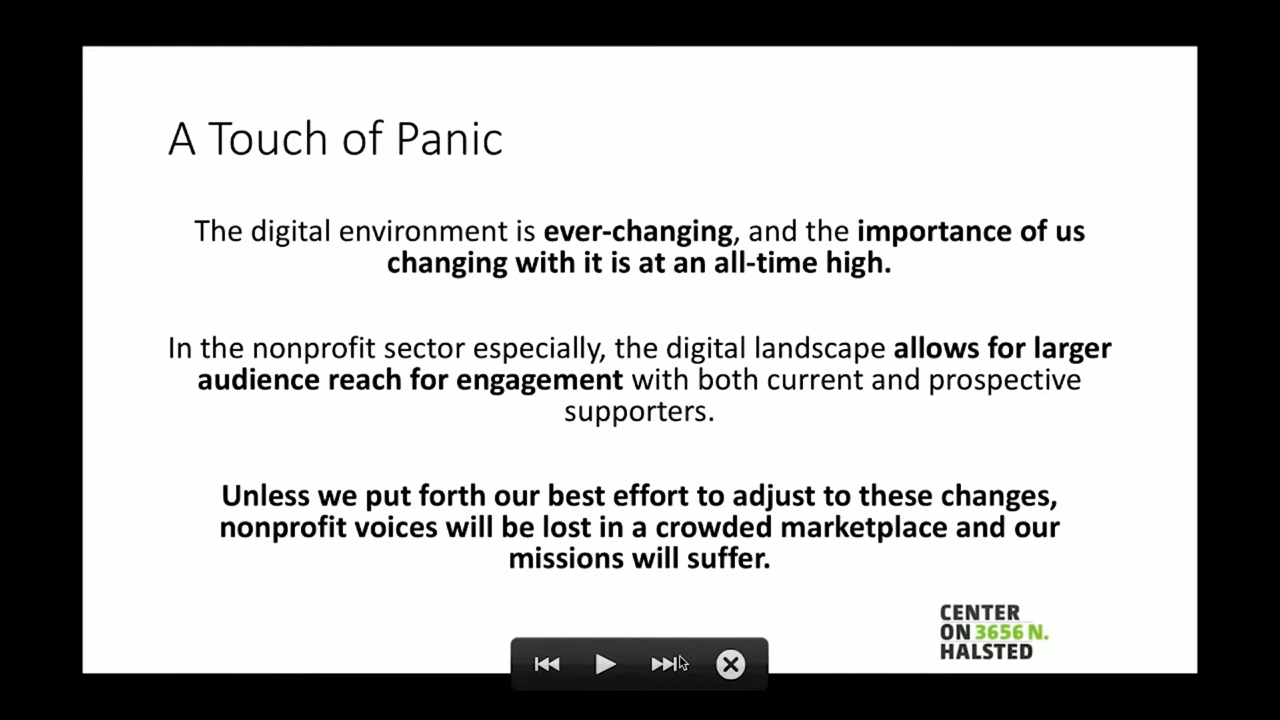 A Touch of Panic
The digital environment is ever-changing, and the importance of us
changing with it is at an all-time high.
In the nonprofit sector especially, the digital landscape allows for larger
audience reach for engagement with both current and prospective
supporters.
Unless we put forth our best effort to adjust to these changes,
nonprofit voices will be lost in a crowded marketplace and our
missions will suffer.
CENTER
ON 3656 N.
HALSTED